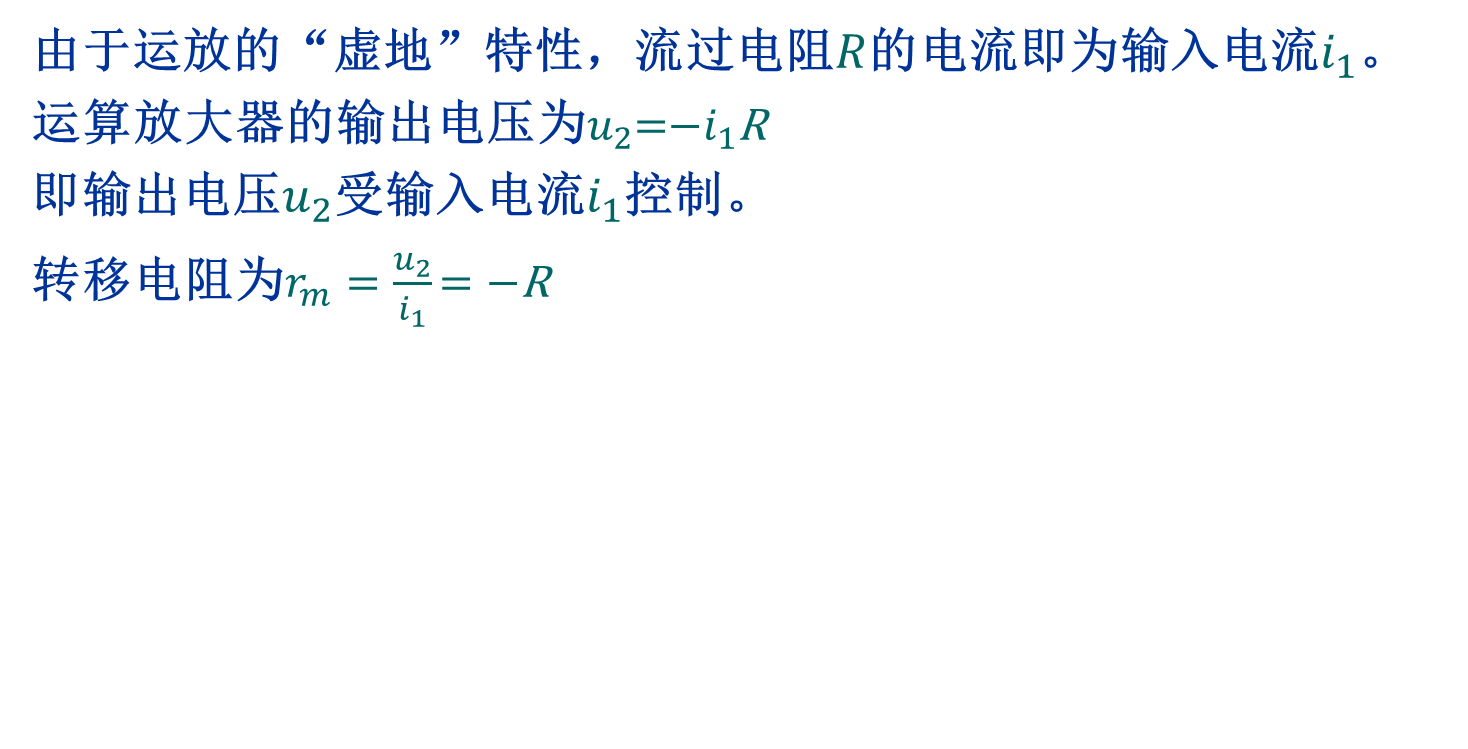 由于运放的“虚地”特性，流过电阻R的电流即为输入电流i₁。
运算放大器的输出电压为u₂=−i₁R
即输出电压u₂受输入电流i₁控制。
转移电阻为rₘ = u₂/i₁ = −R